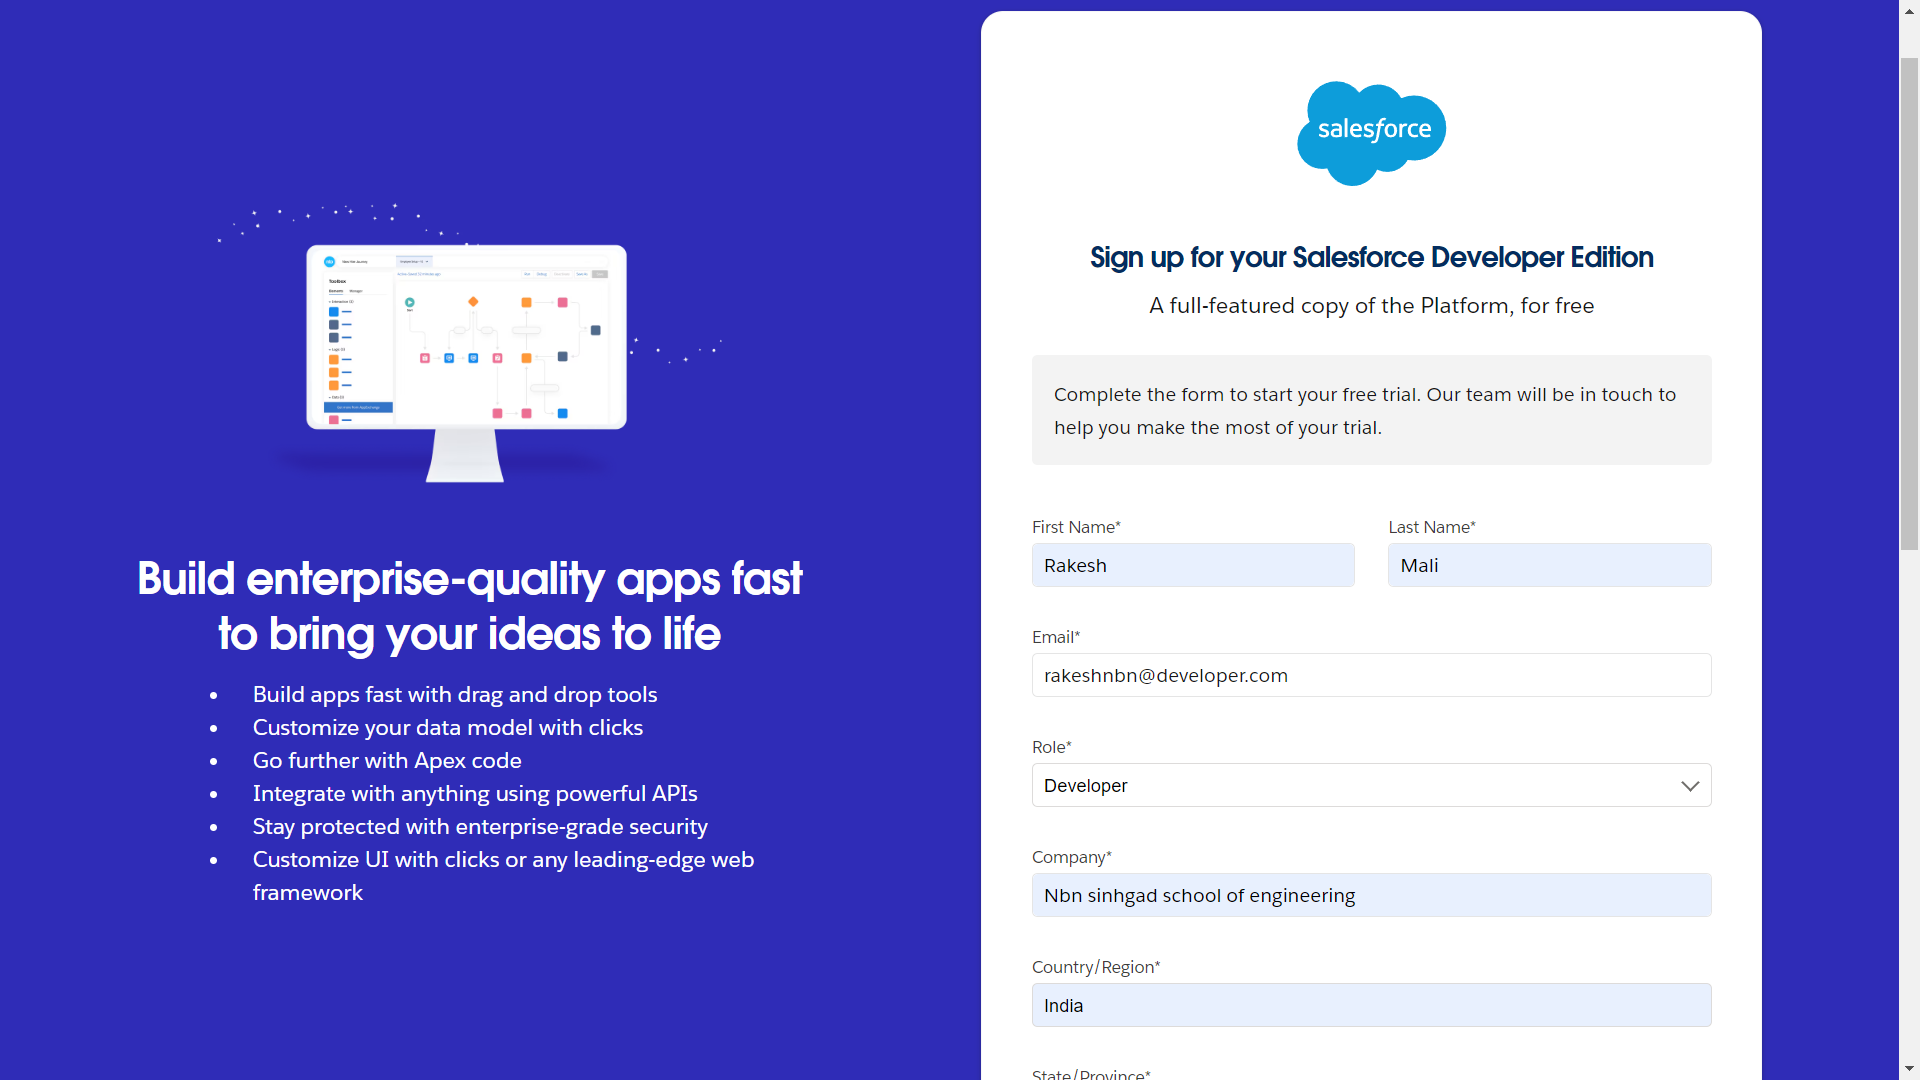 salesforce
Sign up for your Salesforce Developer Edition
A full-featured copy of the Platform, for free
Complete the form to start your free trial. Our team will be in touch to
help you make the most of your trial.
First Name*
Last Name*
Rakesh
Mali
Email*
rakeshnbn@developer.com
Role*
Developer
Company*
Nbn sinhgad school of engineering
Country/Region*
India
State/Province*
Toolbox
Build enterprise-quality apps fast
to bring your ideas to life
• Build apps fast with drag and drop tools
• Customize your data model with clicks
• Go further with Apex code
• Integrate with anything using powerful APIs
• Stay protected with enterprise-grade security
• Customize UI with clicks or any leading-edge web
framework